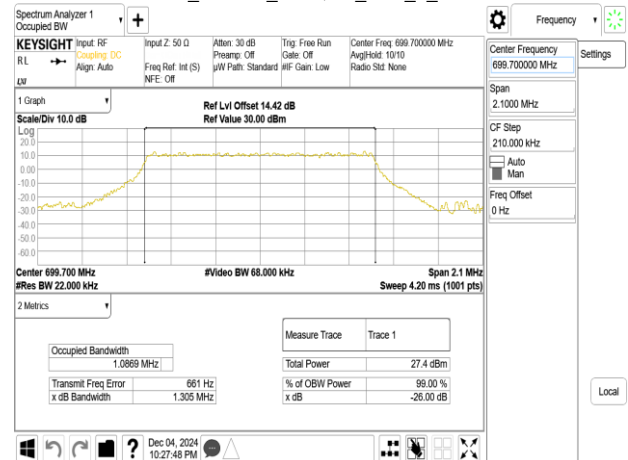 Spectrum Analyzer 1
Occupied BW
KEYSIGHT
RL
Input: RF
Coupling: DC
Align: Auto
Input Z: 50 Ω
Freq Ref: Int (S)
NFE: Off
Atten: 30 dB
Preamp: Off
µW Path: Standard
Trig: Free Run
Gate: Off
#IF Gain: Low
Center Freq: 699.700000 MHz
Avg|Hold: 10/10
Radio Std: None
1 Graph
Scale/Div 10.0 dB
Ref Lvl Offset 14.42 dB
Ref Value 30.00 dBm
Log
20.0
10.0
0.00
-10.0
-20.0
-30.0
-40.0
-50.0
-60.0
Center 699.700 MHz
#Res BW 22.000 kHz
#Video BW 68.000 kHz
Span 2.1 MHz
Sweep 4.20 ms (1001 pts)
2 Metrics
Measure Trace Trace 1
Occupied Bandwidth
1.0869 MHz
Total Power 27.4 dBm
Transmit Freq Error 661 Hz
% of OBW Power 99.00 %
x dB Bandwidth 1.305 MHz
x dB -26.00 dB
Dec 04, 2024
10:27:48 PM
Frequency
Settings
Center Frequency
699.700000 MHz
Span
2.1000 MHz
CF Step
210.000 kHz
Auto
Man
Freq Offset
0 Hz
Local